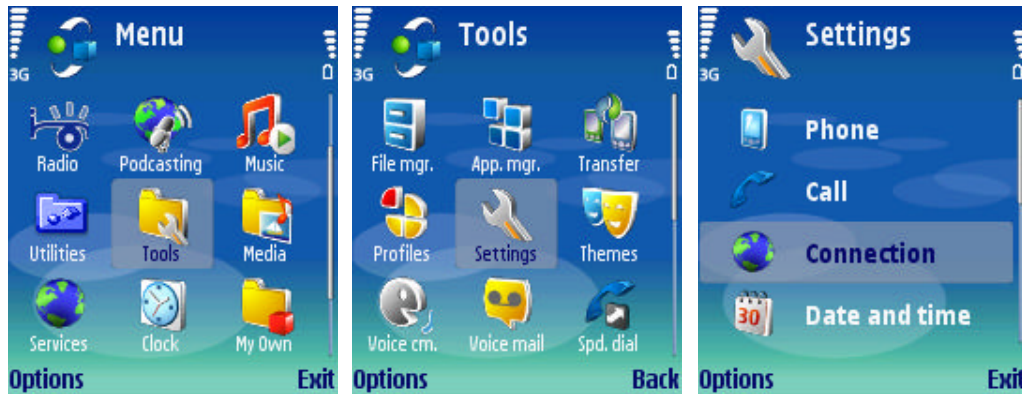 Menu
3G
Radio Podcasting Music
Utilities Tools Media
Services Clock My Own
Options Exit
Tools
3G
File mgr. App. mgr. Transfer
Profiles Settings Themes
Voice cm. Voice mail Spd. dial
Options Back
Settings
3G
Phone
Call
Connection
30 Date and time
Options Exit